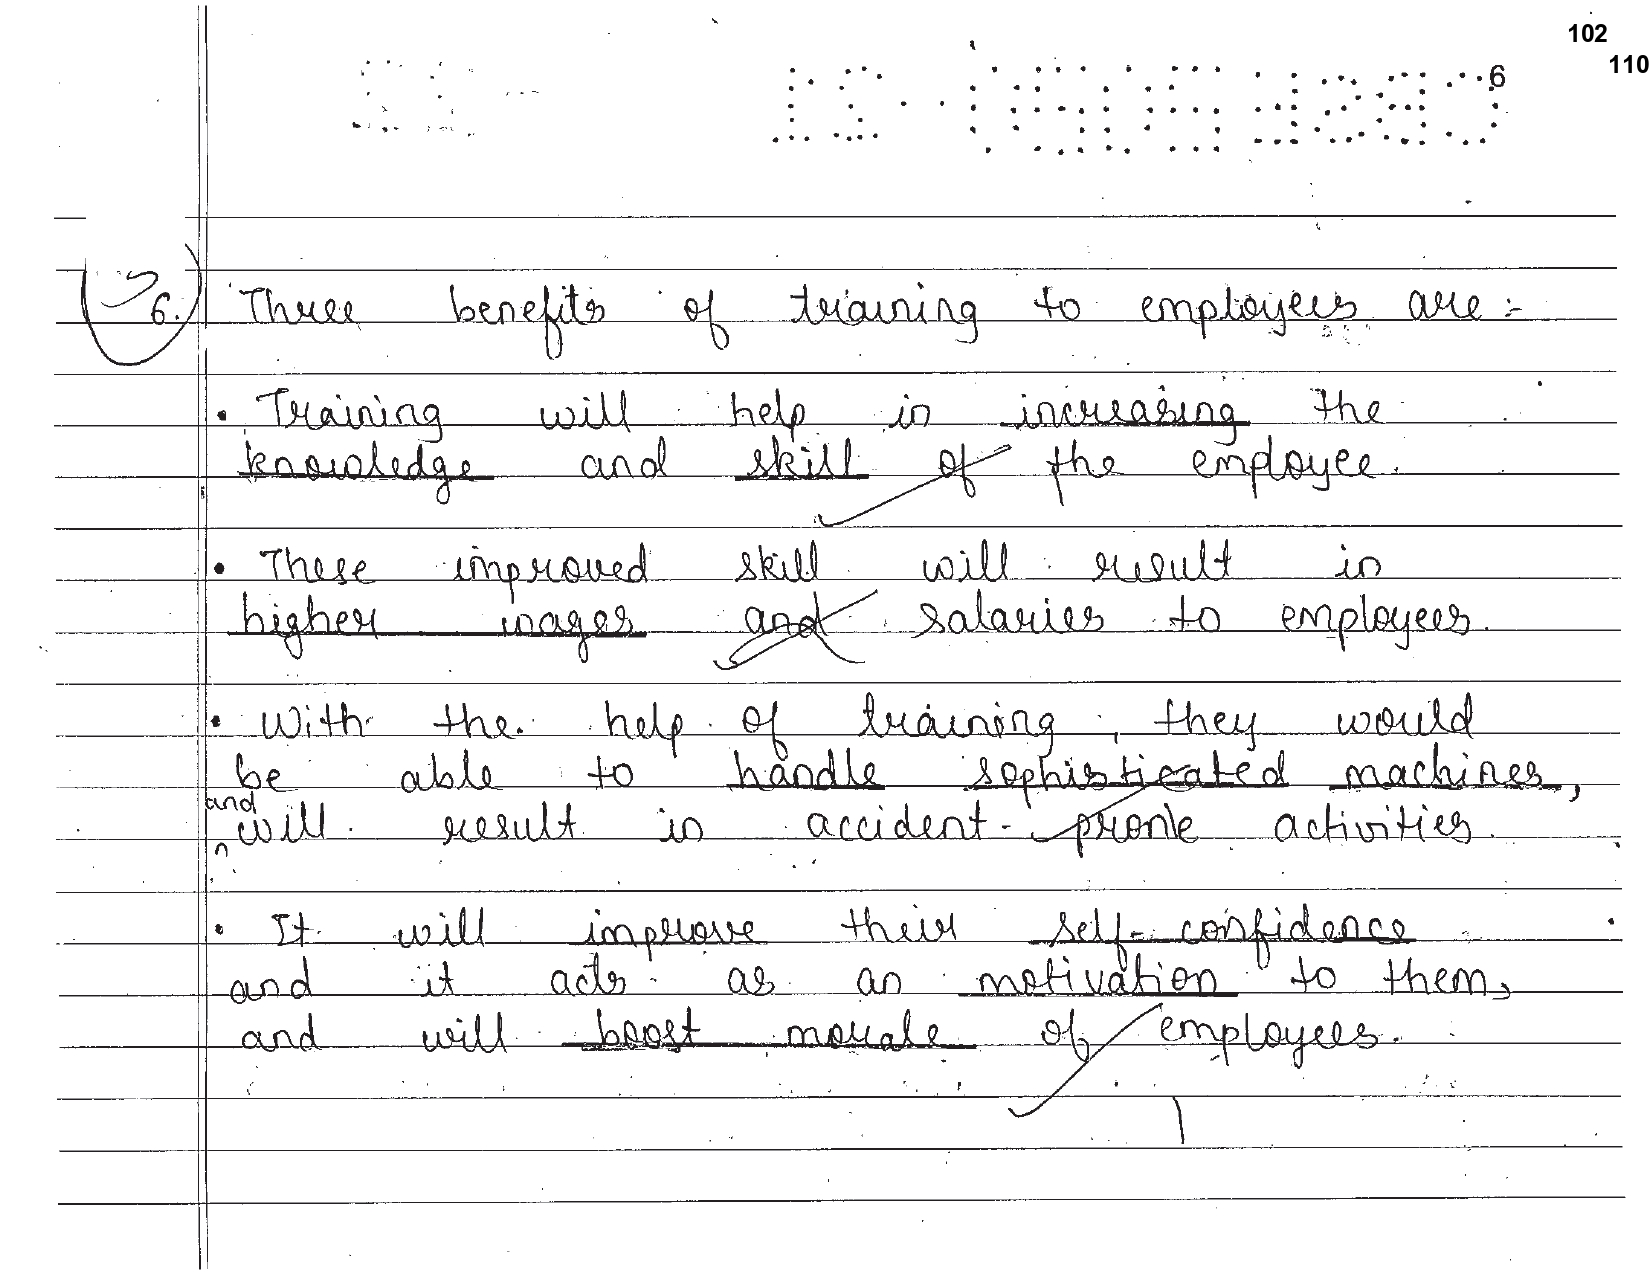 102
110
6
6. Three benefits of training to employees are :-
• Training will help in increasing the
knowledge and skill of the employee.
• These improved skill will result in
higher wages and salaries to employees.
• With the help of training, they would
be able to handle sophisticated machines,
and will result in accident-prone activities.
• It will improve their self-confidence
and it acts as an motivation to them,
and will boost morale of employees.